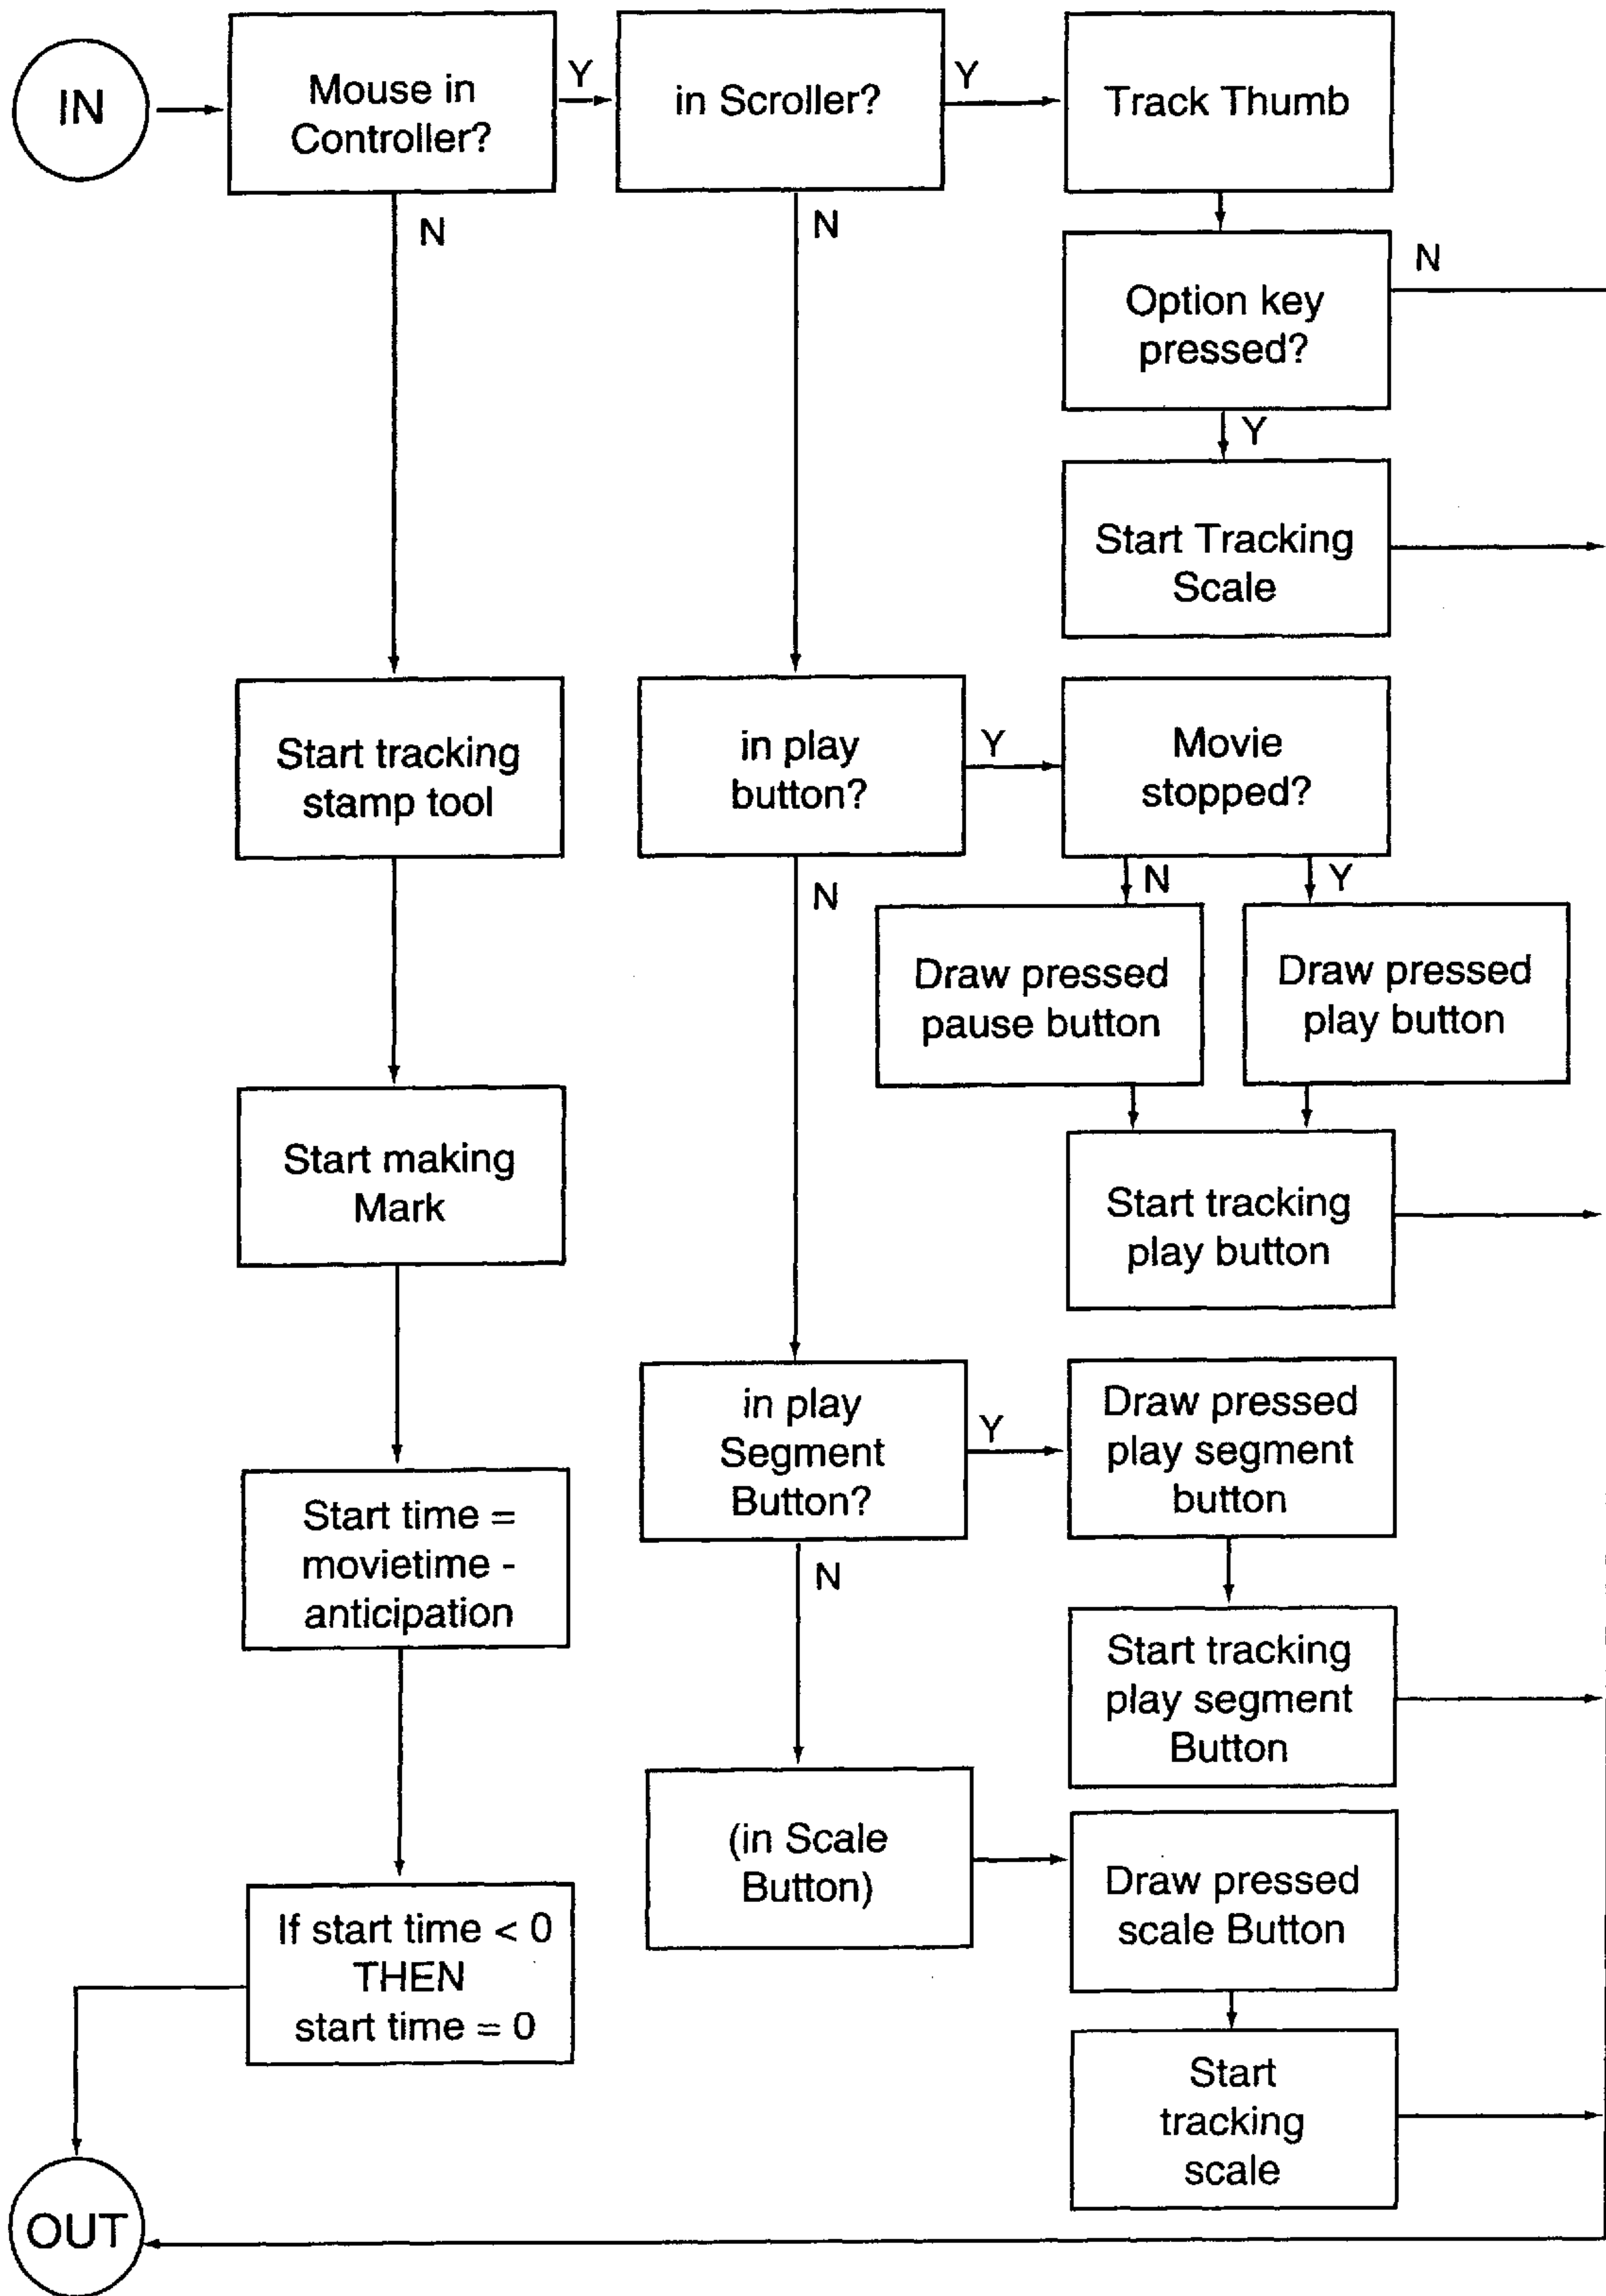 IN
Mouse in
Controller?
Y
in Scroller?
Y
Track Thumb
N
N
Option key
pressed?
N
Y
Start Tracking
Scale
Start tracking
stamp tool
in play
button?
Y
Movie
stopped?
N
N
Y
Draw pressed
pause button
Draw pressed
play button
Start making
Mark
Start tracking
play button
in play
Segment
Button?
Y
Draw pressed
play segment
button
Start time =
movietime -
anticipation
N
Start tracking
play segment
Button
(in Scale
Button)
Draw pressed
scale Button
If start time < 0
THEN
start time = 0
Start
tracking
scale
OUT